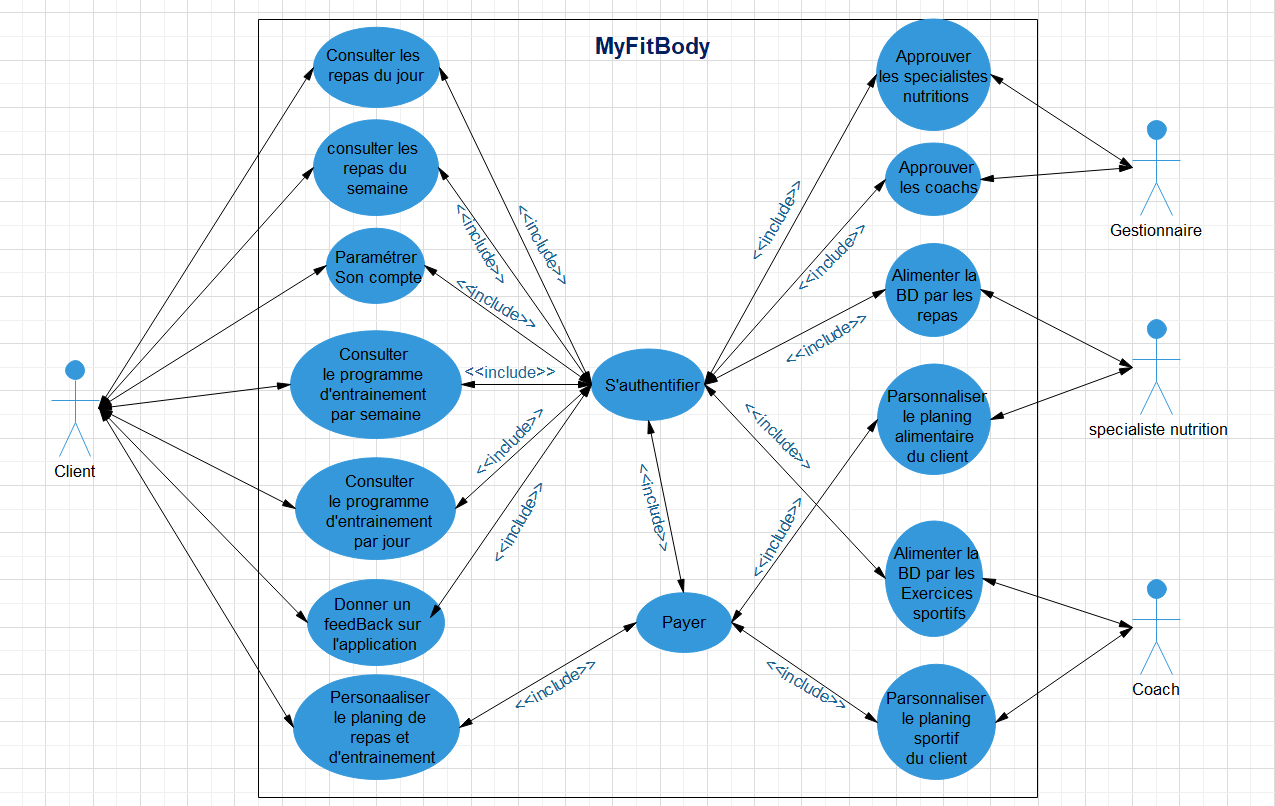 MyFitBody
Consulter les
repas du jour
consulter les
repas du
semaine
Paramétrer
Son compte
Consulter
le programme
d'entrainement
par semaine
Consulter
le programme
d'entrainement
par jour
Donner un
feedBack sur
l'application
Personaaliser
le planing de
repas et
d'entrainement
Client
<<include>>
<<include>>
<<include>>
<<include>>
<<include>>
<<include>>
<<include>>
S'authentifier
<<include>>
Payer
<<include>>
<<include>>
<<include>>
<<include>>
<<include>>
<<include>>
Approuver
les specialistes
nutritions
Approuver
les coachs
Alimenter la
BD par les
repas
Parsonnaliser
le planing
alimentaire
du client
Alimenter la
BD par les
Exercices
sportifs
Parsonnaliser
le planing
sportif
du client
Gestionnaire
specialiste nutrition
Coach